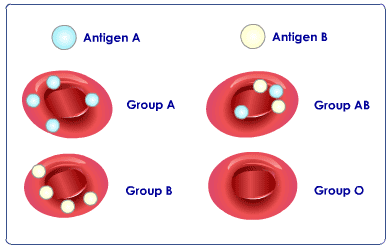 Antigen A
Antigen B
Group A
Group AB
Group B
Group O